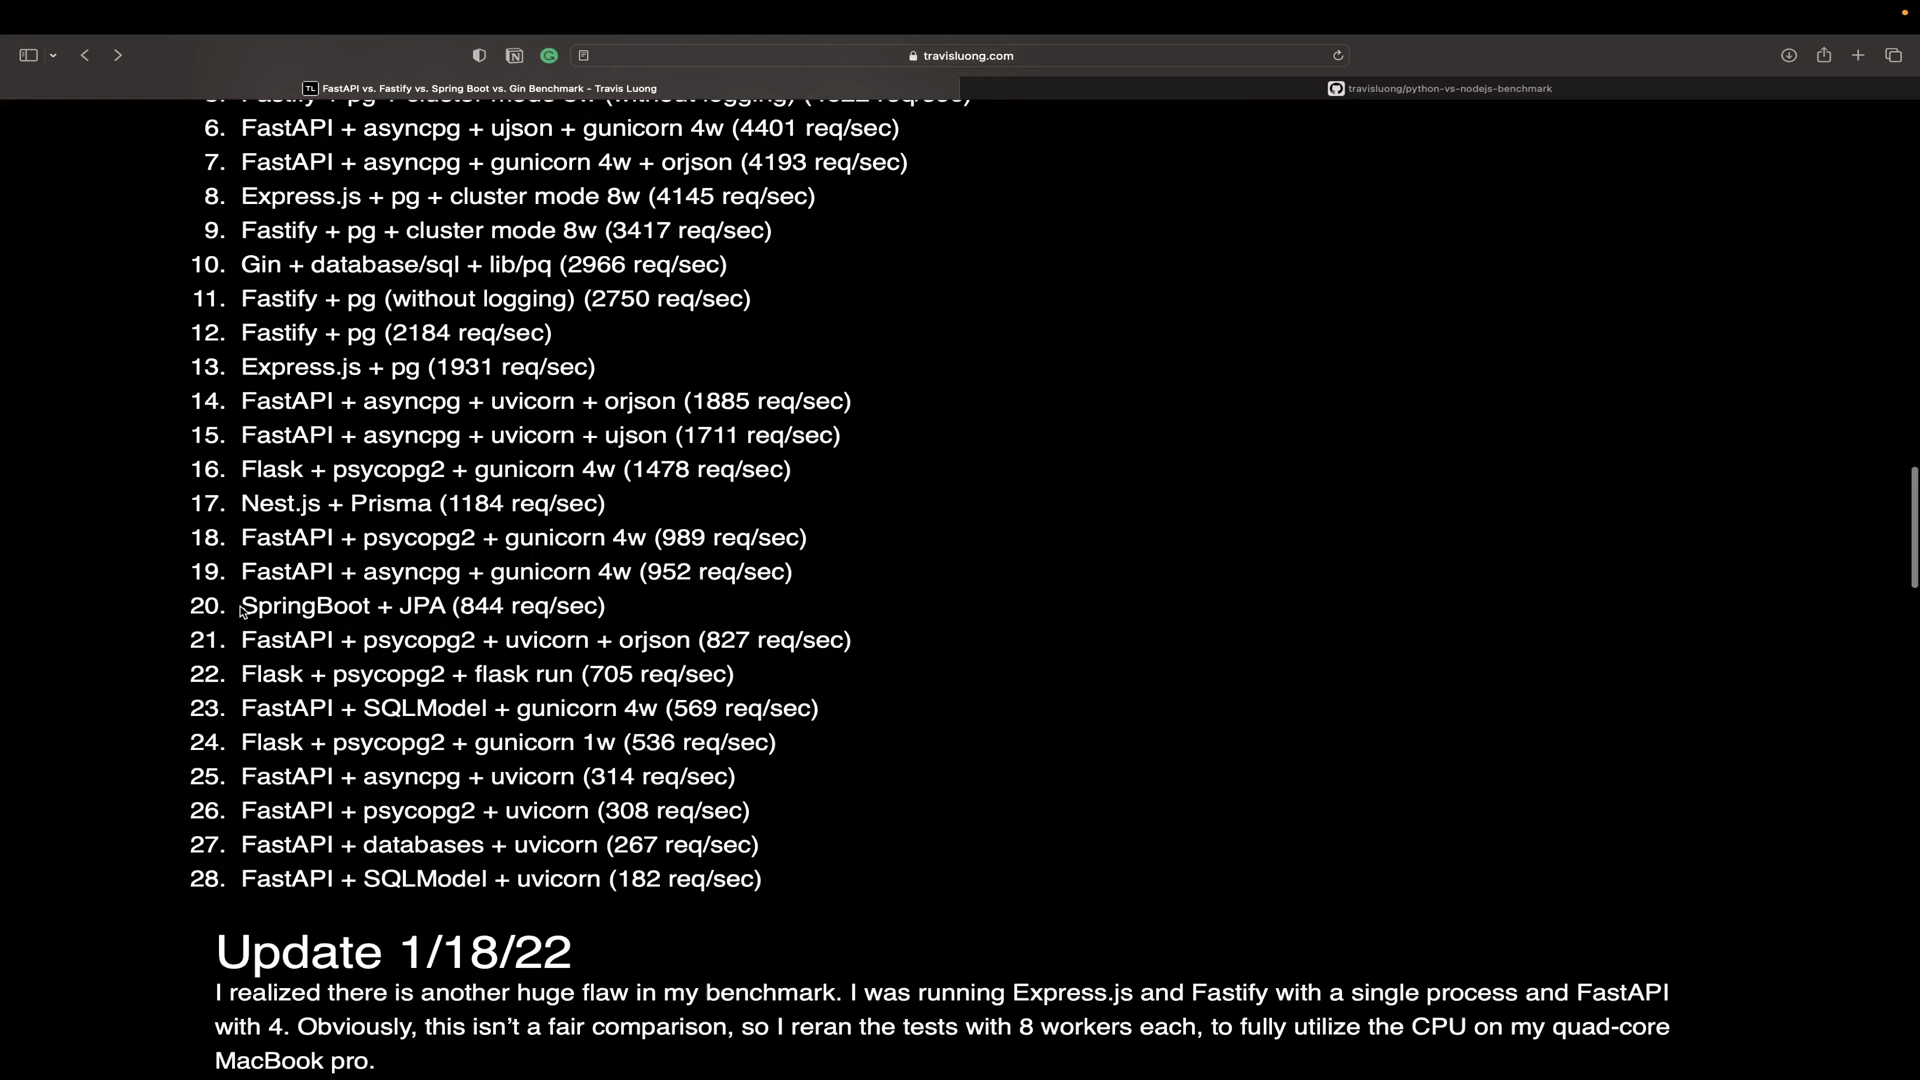 travisluong.com
TL FastAPI vs. Fastify vs. Spring Boot vs. Gin Benchmark – Travis Luong
travisluong/python-vs-nodejs-benchmark
6. FastAPI + asyncpg + ujson + gunicorn 4w (4401 req/sec)
7. FastAPI + asyncpg + gunicorn 4w + orjson (4193 req/sec)
8. Express.js + pg + cluster mode 8w (4145 req/sec)
9. Fastify + pg + cluster mode 8w (3417 req/sec)
10. Gin + database/sql + lib/pq (2966 req/sec)
11. Fastify + pg (without logging) (2750 req/sec)
12. Fastify + pg (2184 req/sec)
13. Express.js + pg (1931 req/sec)
14. FastAPI + asyncpg + uvicorn + orjson (1885 req/sec)
15. FastAPI + asyncpg + uvicorn + ujson (1711 req/sec)
16. Flask + psycopg2 + gunicorn 4w (1478 req/sec)
17. Nest.js + Prisma (1184 req/sec)
18. FastAPI + psycopg2 + gunicorn 4w (989 req/sec)
19. FastAPI + asyncpg + gunicorn 4w (952 req/sec)
20. SpringBoot + JPA (844 req/sec)
21. FastAPI + psycopg2 + uvicorn + orjson (827 req/sec)
22. Flask + psycopg2 + flask run (705 req/sec)
23. FastAPI + SQLModel + gunicorn 4w (569 req/sec)
24. Flask + psycopg2 + gunicorn 1w (536 req/sec)
25. FastAPI + asyncpg + uvicorn (314 req/sec)
26. FastAPI + psycopg2 + uvicorn (308 req/sec)
27. FastAPI + databases + uvicorn (267 req/sec)
28. FastAPI + SQLModel + uvicorn (182 req/sec)
Update 1/18/22
I realized there is another huge flaw in my benchmark. I was running Express.js and Fastify with a single process and FastAPI
with 4. Obviously, this isn’t a fair comparison, so I reran the tests with 8 workers each, to fully utilize the CPU on my quad-core
MacBook pro.